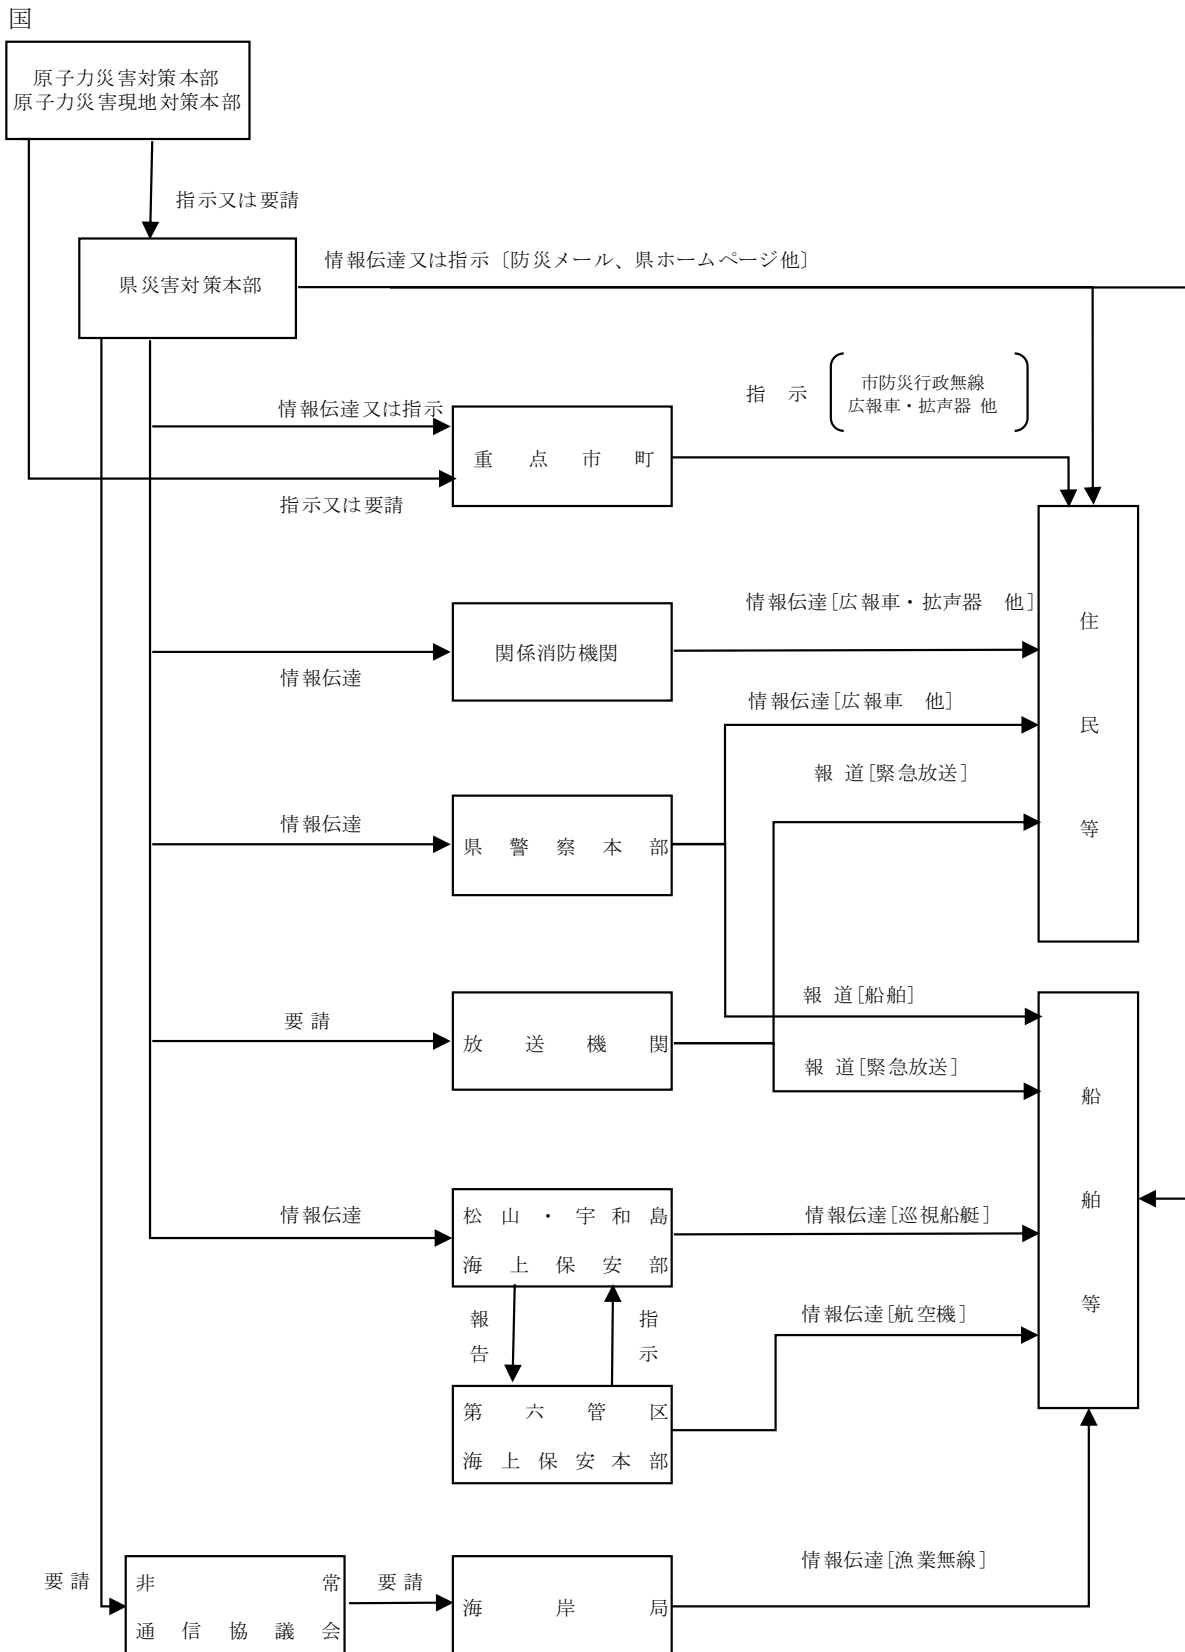 国
原子力災害対策本部
原子力災害現地対策本部
指示又は要請
県災害対策本部
情報伝達又は指示〔防災メール、県ホームページ他〕
指　示
市防災行政無線
広報車・拡声器 他
情報伝達又は指示
重　点　市　町
指示又は要請
情報伝達[広報車・拡声器　他]
関係消防機関
情報伝達
住民等
情報伝達[広報車　他]
報 道[緊急放送]
情報伝達
県 警 察 本 部
報 道[船舶]
要 請
放 送 機 関
報 道[緊急放送]
船舶等
情報伝達
松 山 ・ 宇 和 島
海 上 保 安 部
情報伝達[巡視船艇]
報告
指示
情報伝達[航空機]
第 六 管 区
海 上 保 安 本 部
情報伝達[漁業無線]
要 請
非　常
通 信 協 議 会
要 請
海 岸 局